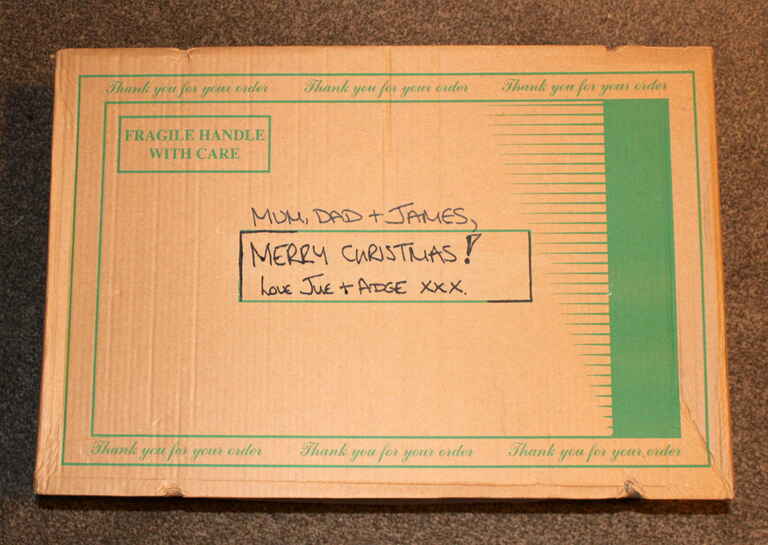 Thank you for your order Thank you for your order Thank you for your order
FRAGILE HANDLE
WITH CARE
MUM, DAD + JAMES,
MERRY CHRISTMAS!
LOVE JUE + ADGE XXX.
Thank you for your order Thank you for your order Thank you for your order